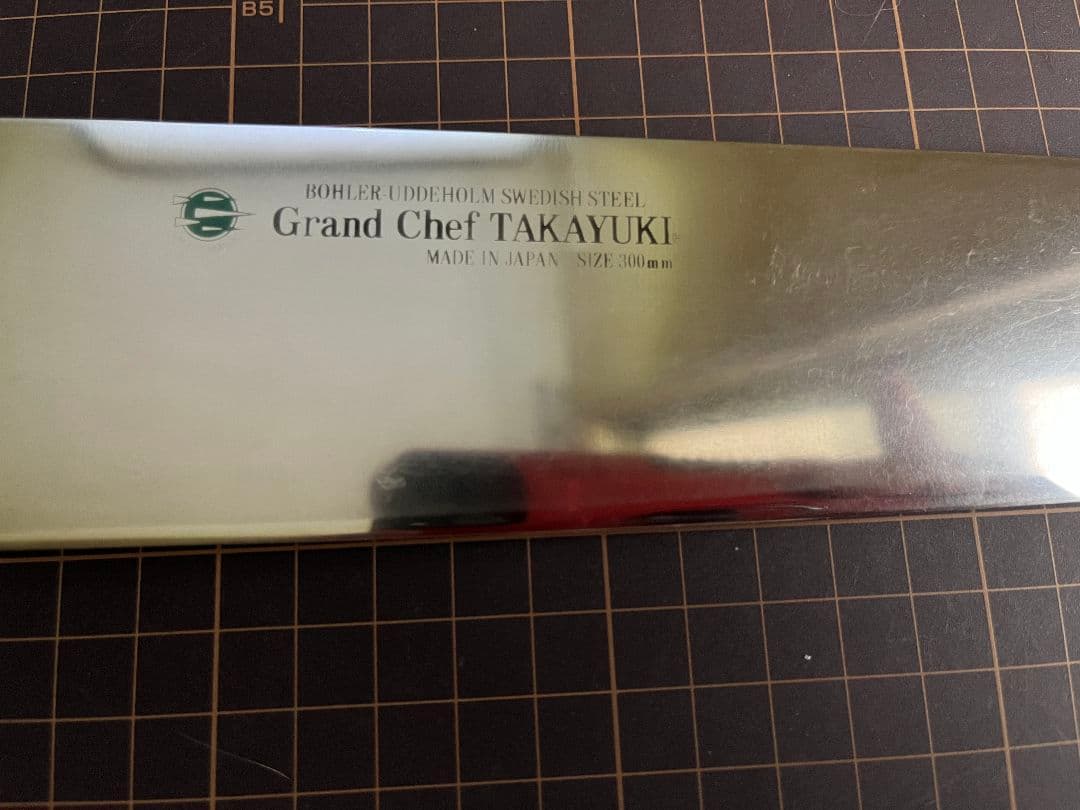 B5
BOHLER-UDDEHOLM SWEDISH STEEL
Grand Chef TAKAYUKI
MADE IN JAPAN SIZE 300mm